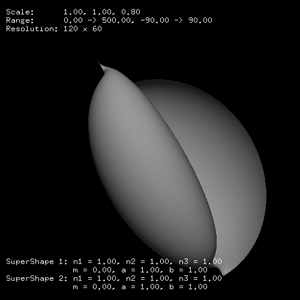 Scale: 1.00, 1.00, 0.80
Range: 0.00 -> 500.00, -90.00 -> 90.00
Resolution: 120 x 60
SuperShape 1: n1 = 1.00, n2 = 1.00, n3 = 1.00
m = 0.00, a = 1.00, b = 1.00
SuperShape 2: n1 = 1.00, n2 = 1.00, n3 = 1.00
m = 0.00, a = 1.00, b = 1.00